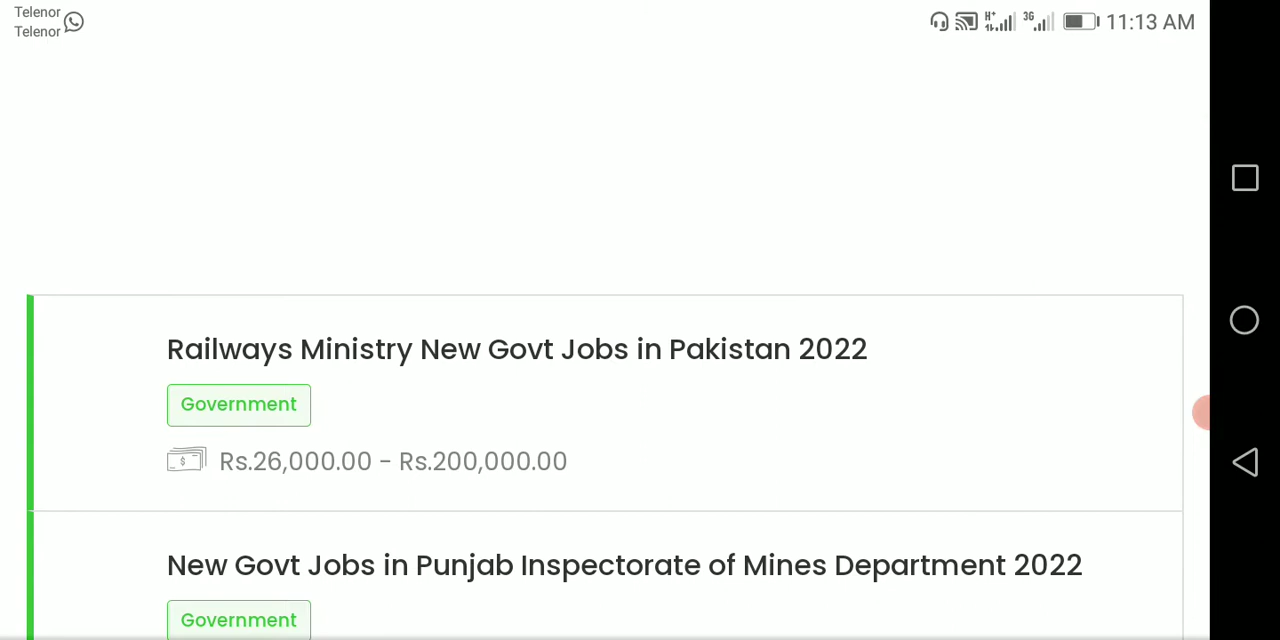 Telenor
Telenor
H+ 3G 11:13 AM
Railways Ministry New Govt Jobs in Pakistan 2022
Government
Rs.26,000.00 - Rs.200,000.00
New Govt Jobs in Punjab Inspectorate of Mines Department 2022
Government